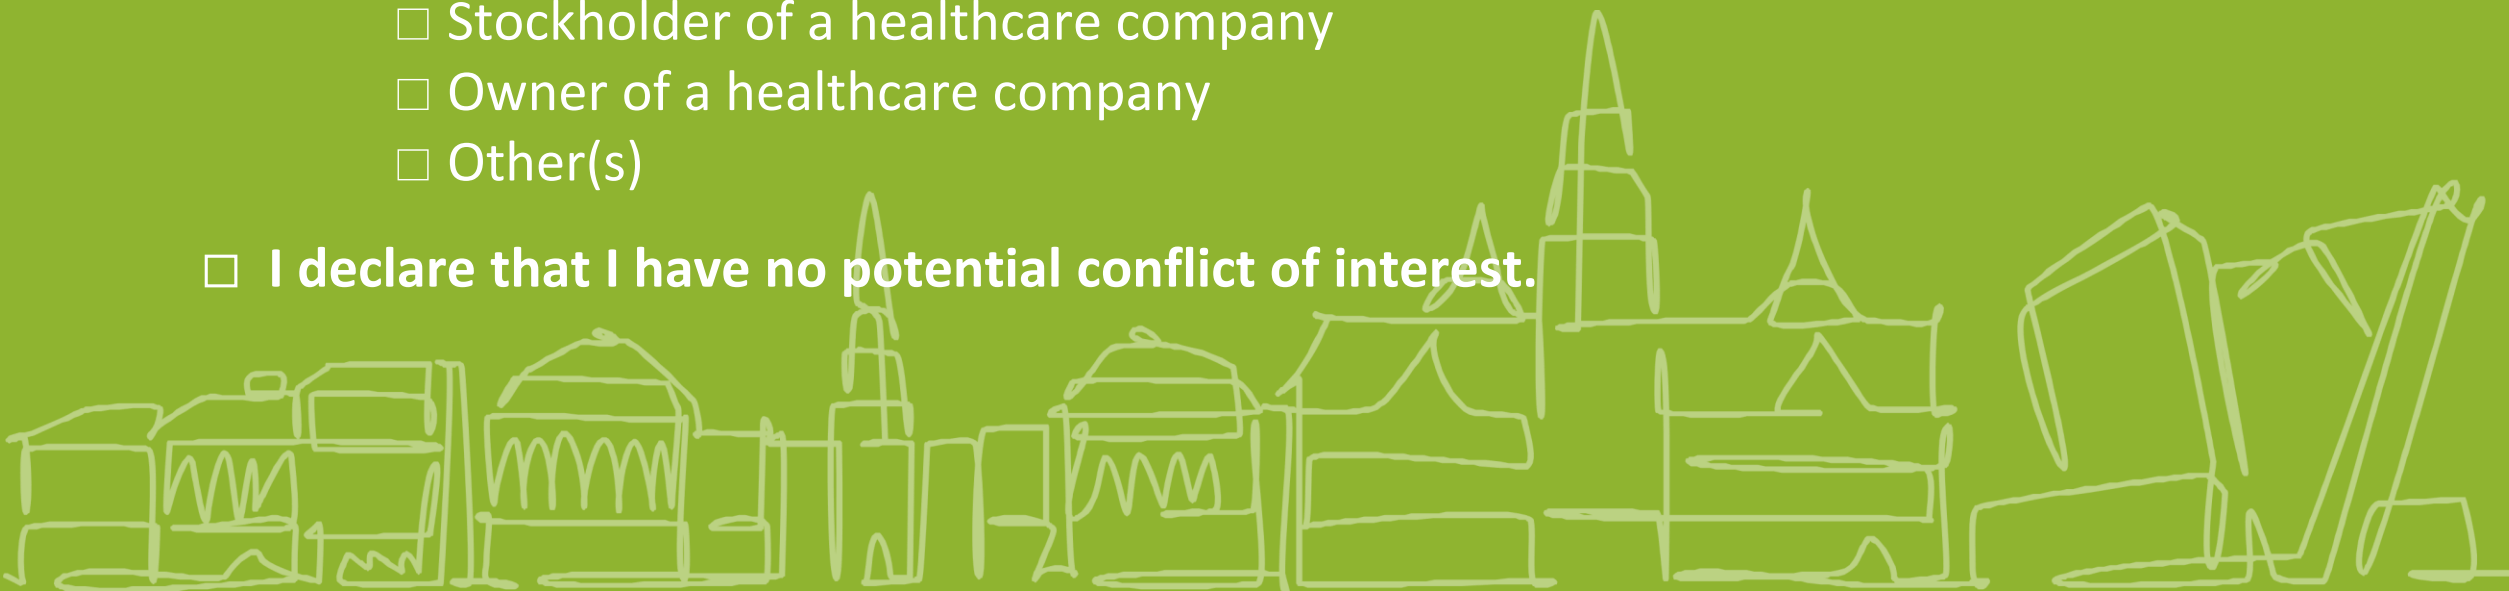 ☐ Stockholder of a healthcare company
☐ Owner of a healthcare company
☐ Other(s)
☐ I declare that I have no potential conflict of interest.